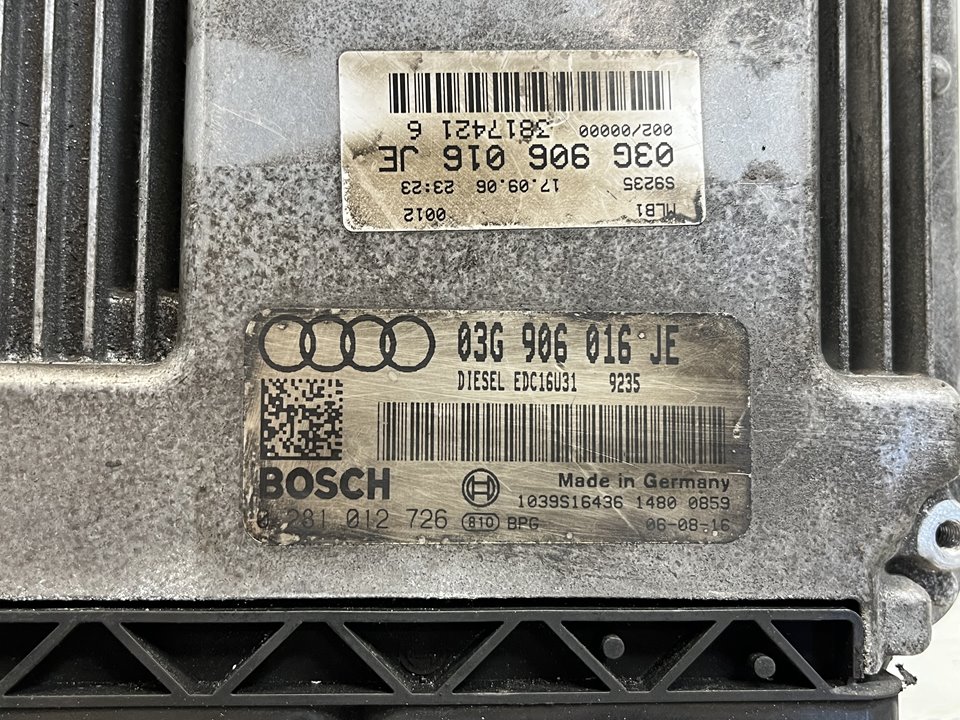 MLB1 0012
S9235 17.09.06 23:23
03G 906 016 JE
002/00000 3817421 6
03G 906 016 JE
DIESEL EDC16U31 9235
BOSCH
Made in Germany
1039S16436 1480 0859
0 281 012 726 810 BPG 06-08-16